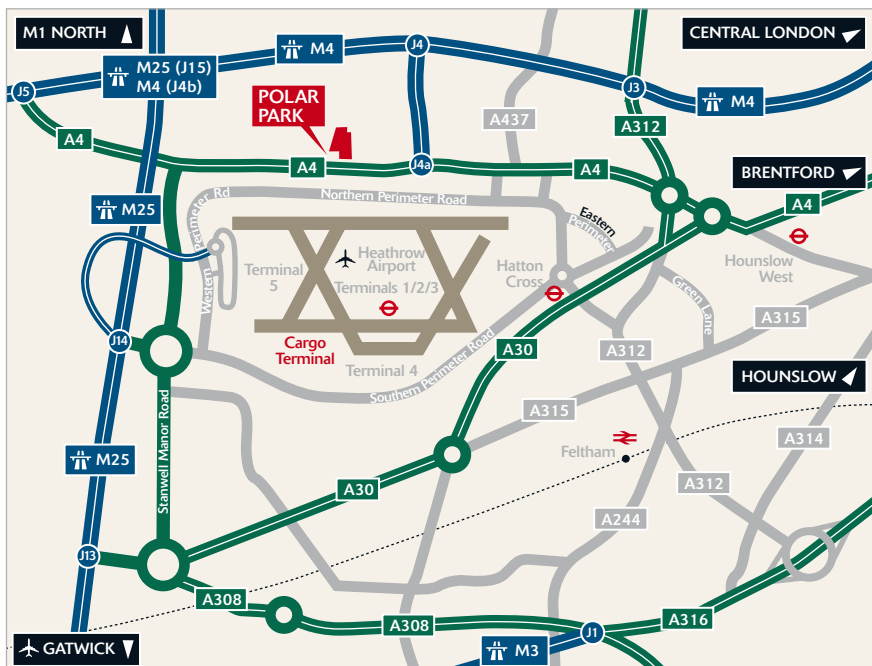 M1 NORTH
J4
M4
CENTRAL LONDON
M25 (J15)
M4 (J4b)
J5
J3
M4
POLAR
PARK
A437
A312
A4
A4
J4a
A4
BRENTFORD
A4
M25
Western Perimeter Rd
Northern Perimeter Road
Eastern
Perimeter
Heathrow
Airport
Terminal
5
Terminals 1/2/3
Hatton
Cross
Hounslow
West
Green Lane
A315
J14
Cargo
Terminal
Terminal 4
A30
A312
Southern Perimeter Road
HOUNSLOW
Stanwell Manor Road
A315
A314
M25
Feltham
A30
A312
A244
J13
A308
A308
J1
A316
GATWICK
M3